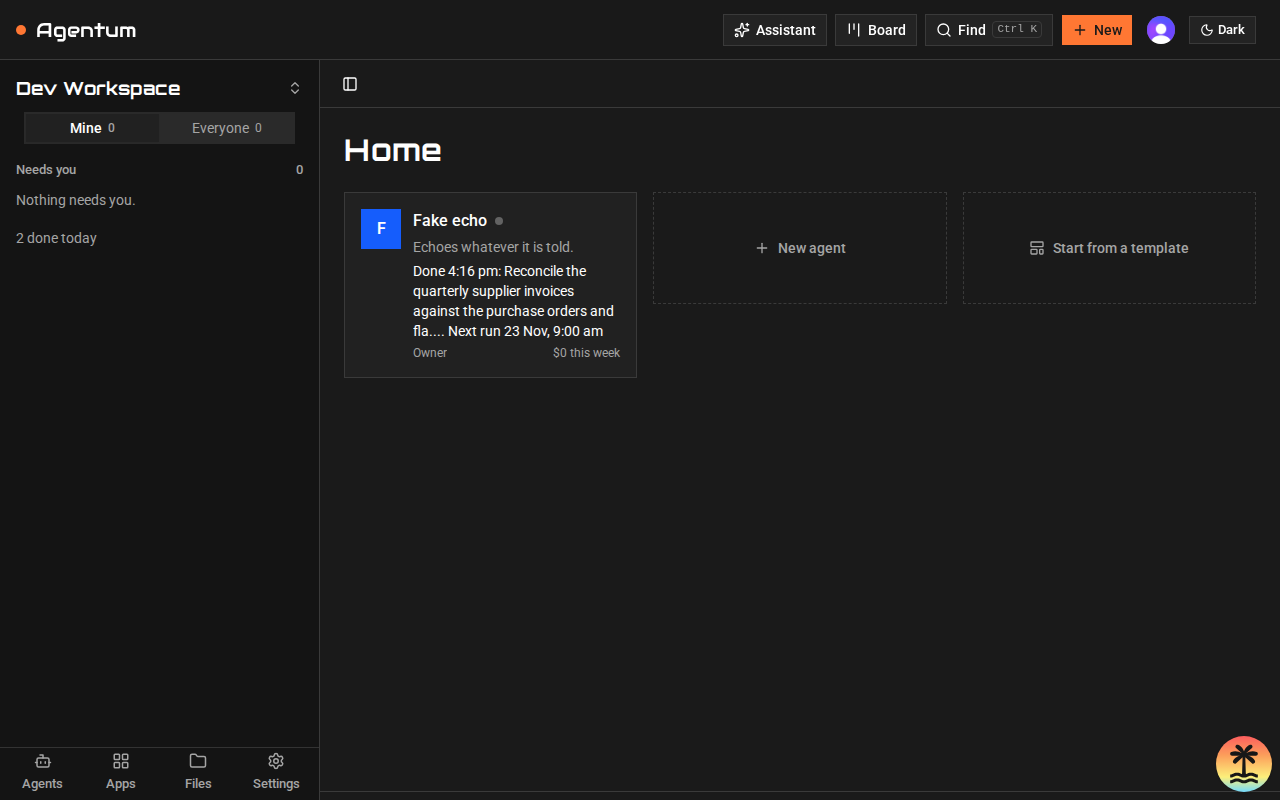 Agentum
Assistant
Board
Find Ctrl K
New
Dark
Dev Workspace
Mine 0
Everyone 0
Needs you 0
Nothing needs you.
2 done today
Agents
Apps
Files
Settings
Home
F
Fake echo
Echoes whatever it is told.
Done 4:16 pm: Reconcile the
quarterly supplier invoices
against the purchase orders and
fla.... Next run 23 Nov, 9:00 am
Owner $0 this week
New agent
Start from a template